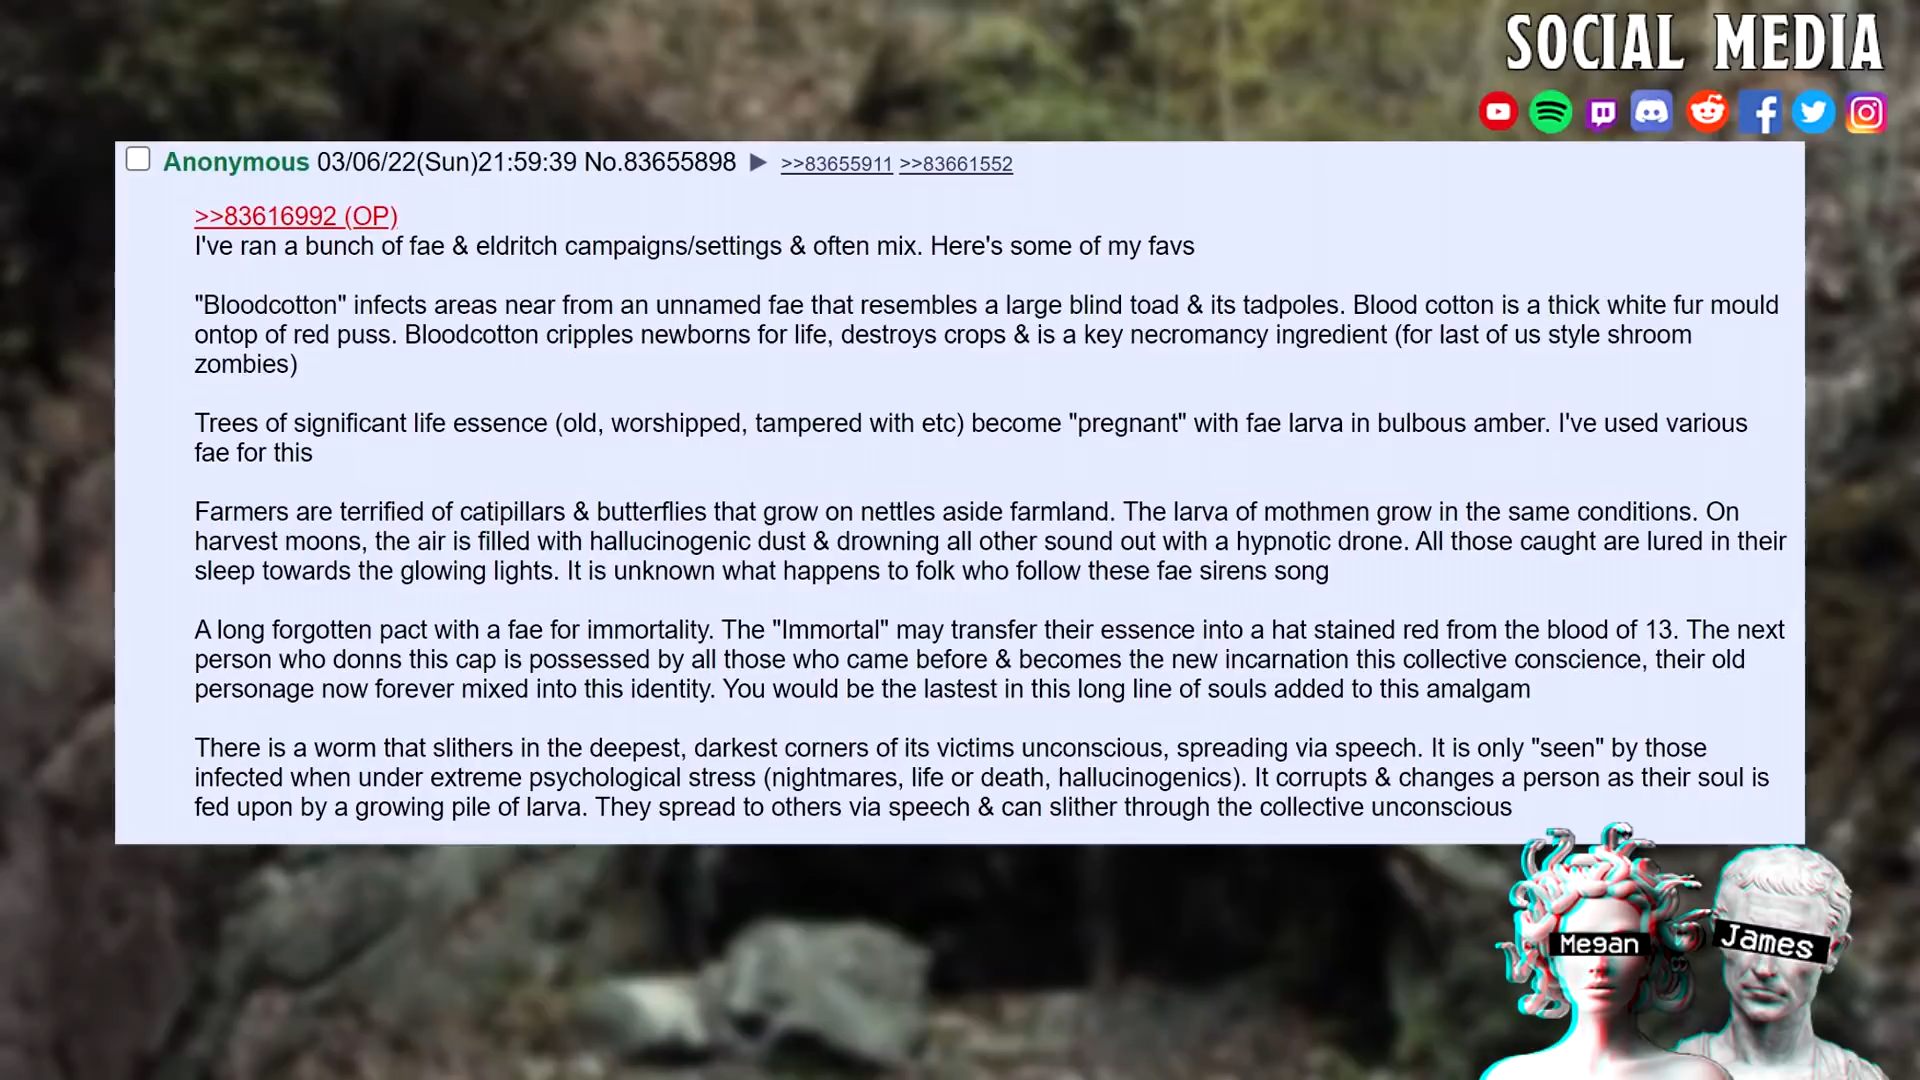 SOCIAL MEDIA
Anonymous 03/06/22(Sun)21:59:39 No.83655898 ▶ >>83655911 >>83661552
>>83616992 (OP)
I've ran a bunch of fae & eldritch campaigns/settings & often mix. Here's some of my favs
"Bloodcotton" infects areas near from an unnamed fae that resembles a large blind toad & its tadpoles. Blood cotton is a thick white fur mould
ontop of red puss. Bloodcotton cripples newborns for life, destroys crops & is a key necromancy ingredient (for last of us style shroom
zombies)
Trees of significant life essence (old, worshipped, tampered with etc) become "pregnant" with fae larva in bulbous amber. I've used various
fae for this
Farmers are terrified of catipillars & butterflies that grow on nettles aside farmland. The larva of mothmen grow in the same conditions. On
harvest moons, the air is filled with hallucinogenic dust & drowning all other sound out with a hypnotic drone. All those caught are lured in their
sleep towards the glowing lights. It is unknown what happens to folk who follow these fae sirens song
A long forgotten pact with a fae for immortality. The "Immortal" may transfer their essence into a hat stained red from the blood of 13. The next
person who donns this cap is possessed by all those who came before & becomes the new incarnation this collective conscience, their old
personage now forever mixed into this identity. You would be the lastest in this long line of souls added to this amalgam
There is a worm that slithers in the deepest, darkest corners of its victims unconscious, spreading via speech. It is only "seen" by those
infected when under extreme psychological stress (nightmares, life or death, hallucinogenics). It corrupts & changes a person as their soul is
fed upon by a growing pile of larva. They spread to others via speech & can slither through the collective unconscious
Megan
James